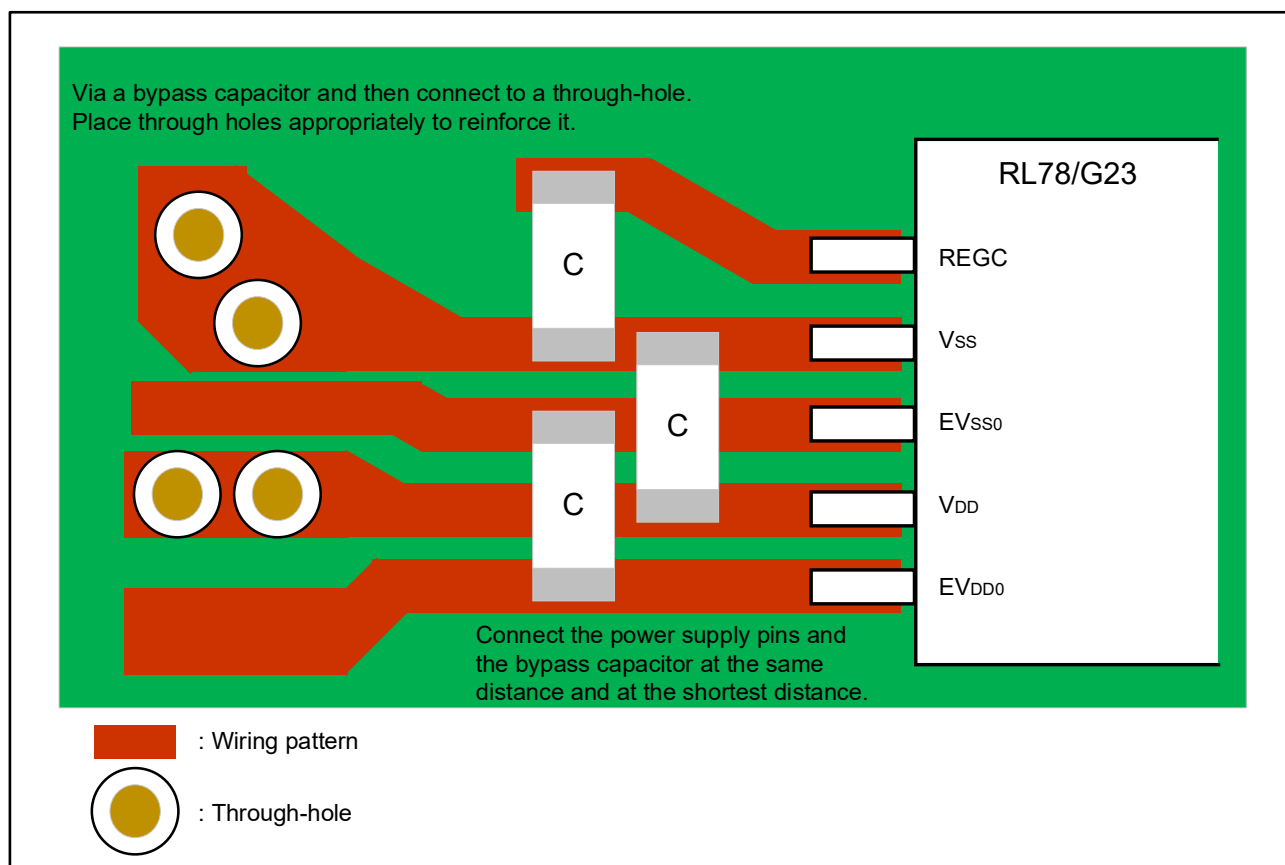 Via a bypass capacitor and then connect to a through-hole.
Place through holes appropriately to reinforce it.
RL78/G23
REGC
VSS
EVSS0
VDD
EVDD0
C
C
C
Connect the power supply pins and
the bypass capacitor at the same
distance and at the shortest distance.
: Wiring pattern
: Through-hole